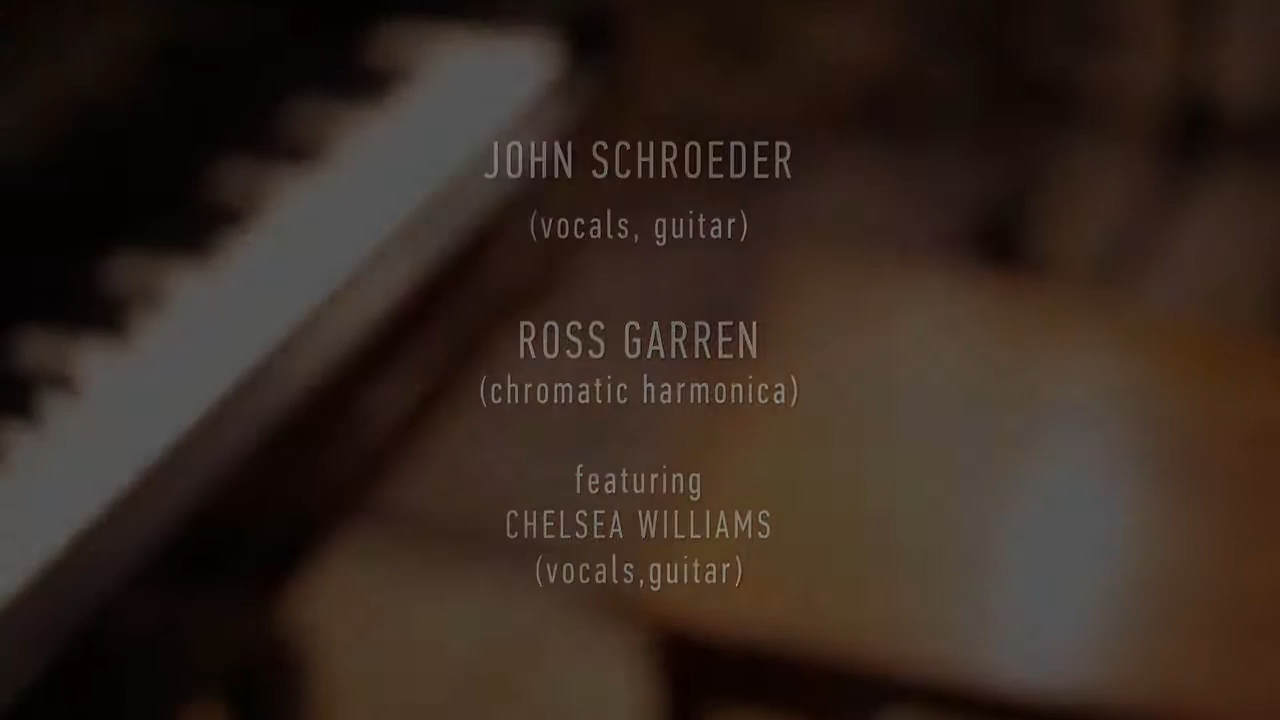 JOHN SCHROEDER
(vocals, guitar)
ROSS GARREN
(chromatic harmonica)
featuring
CHELSEA WILLIAMS
(vocals,guitar)